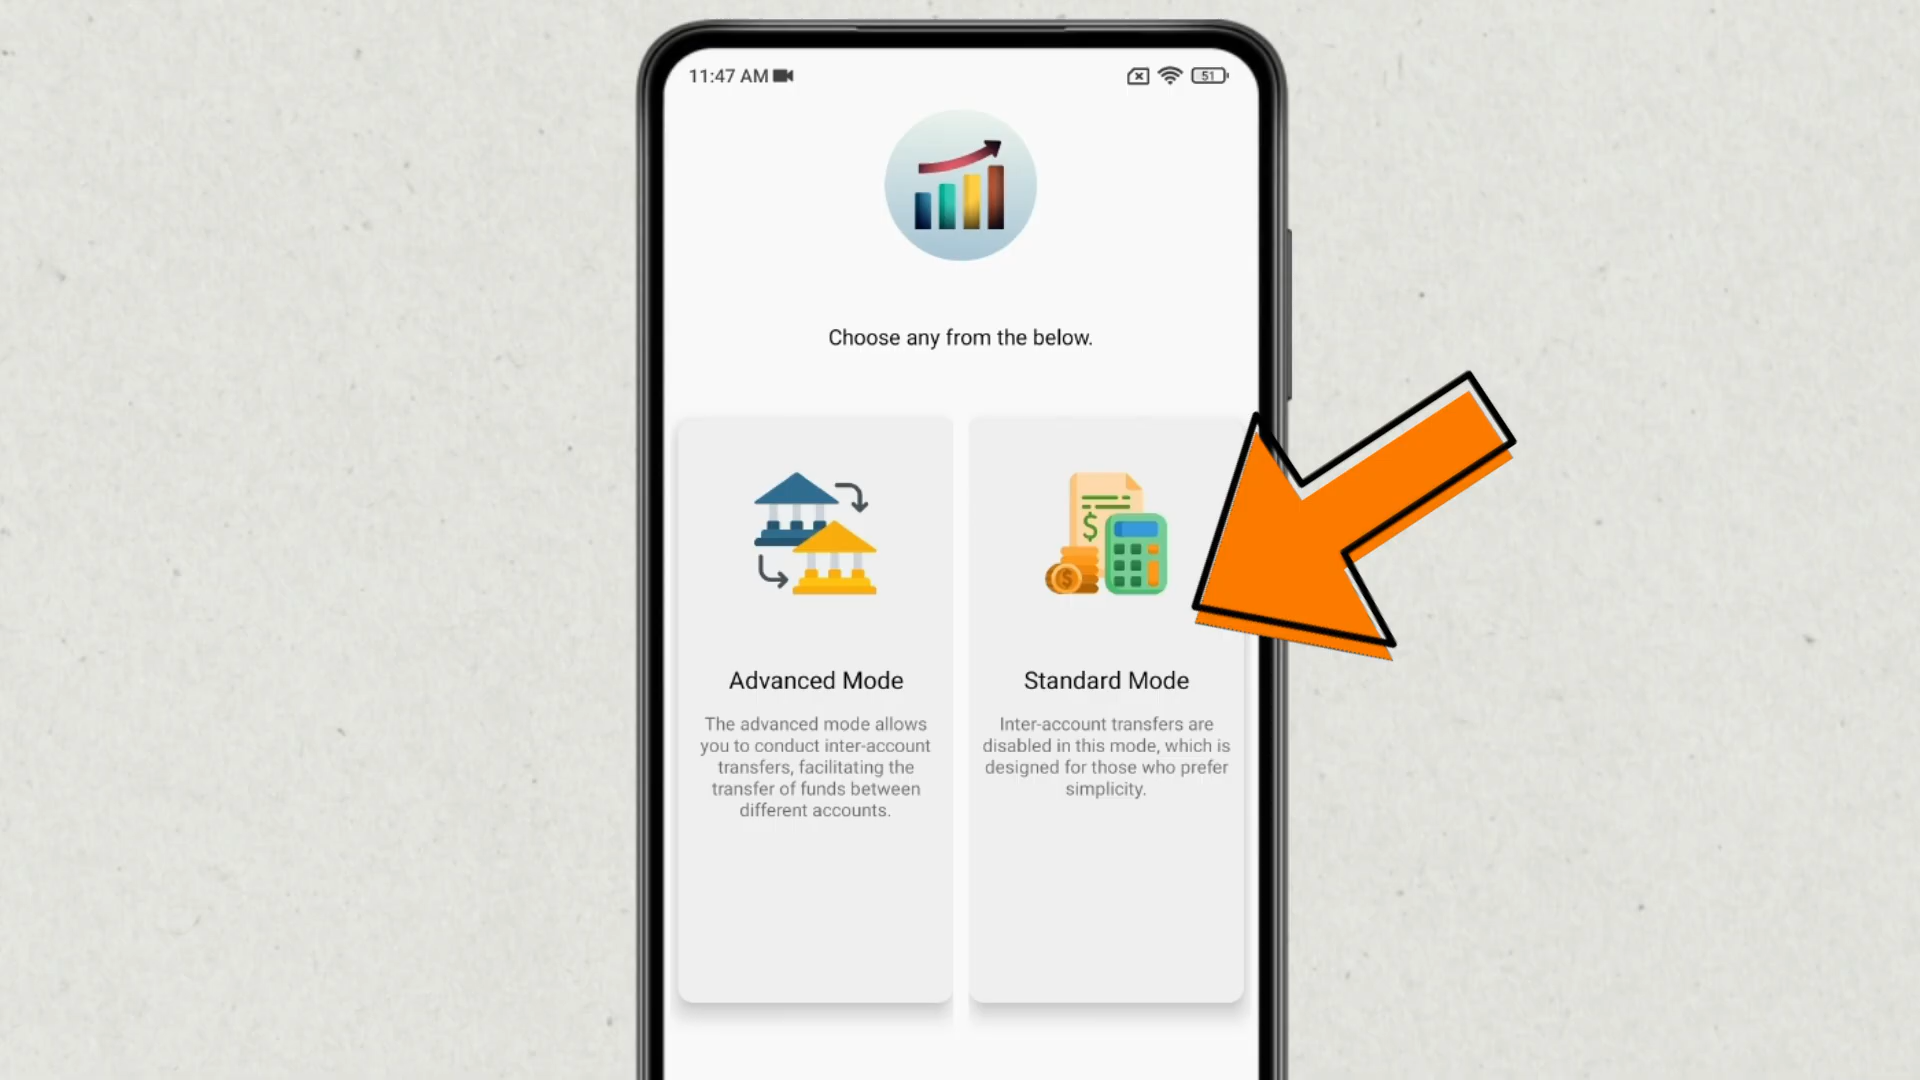 11:47 AM
51
Choose any from the below.
$
$
Advanced Mode
The advanced mode allows
you to conduct inter-account
transfers, facilitating the
transfer of funds between
different accounts.
Standard Mode
Inter-account transfers are
disabled in this mode, which is
designed for those who prefer
simplicity.